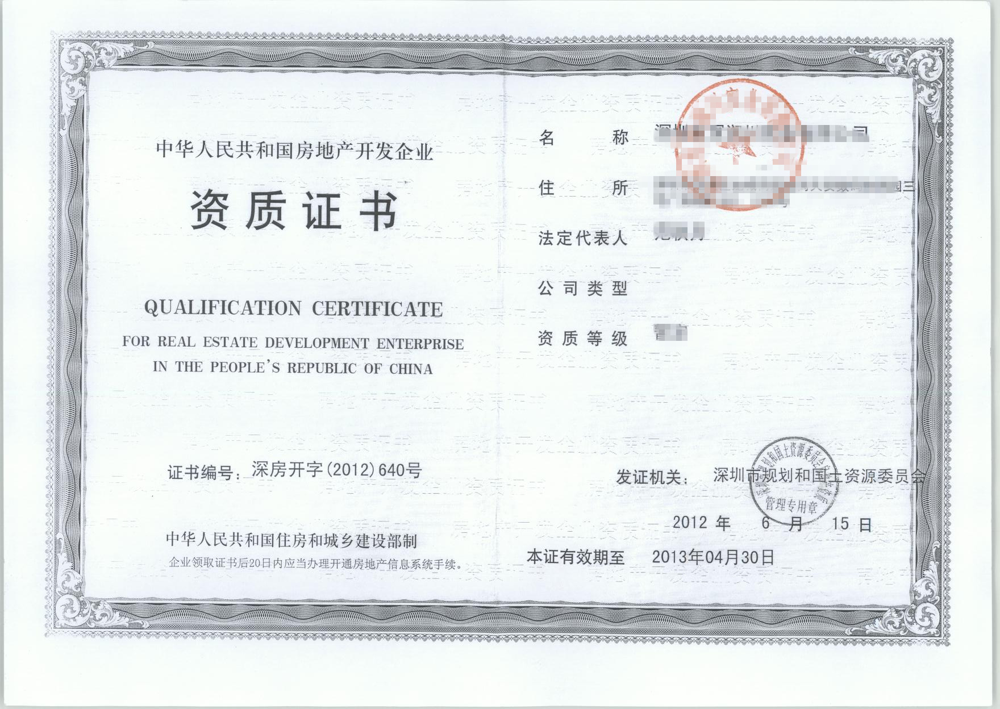 中华人民共和国房地产开发企业
资质证书
QUALIFICATION CERTIFICATE
FOR REAL ESTATE DEVELOPMENT ENTERPRISE
IN THE PEOPLE'S REPUBLIC OF CHINA
证书编号：深房开字(2012)640号
中华人民共和国住房和城乡建设部制
企业领取证书后20日内应当办理开通房地产信息系统手续。
名称
住所
法定代表人
公司类型
资质等级
发证机关：深圳市规划和国土资源委员会
管理专用章
2012 年 6 月 15 日
本证有效期至 2013年04月30日